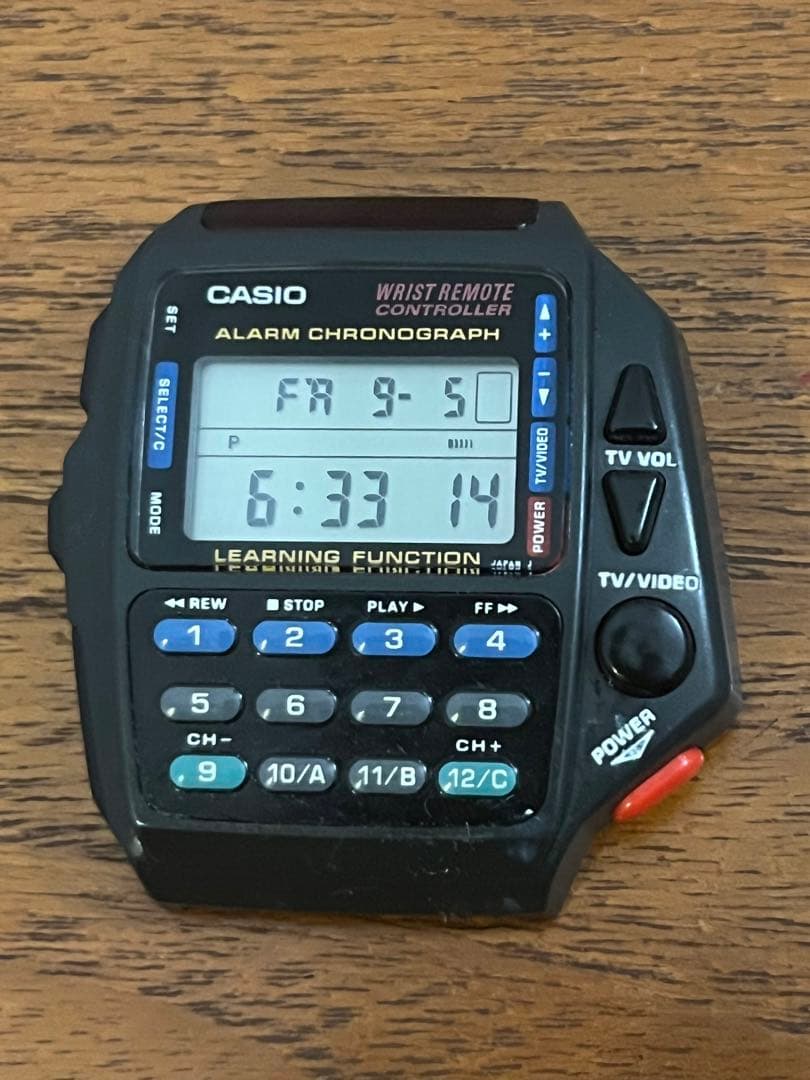 CASIO
WRIST REMOTE
CONTROLLER
ALARM CHRONOGRAPH
SET
SELECT/C
MODE
+
−
TV/VIDEO
POWER
FR 9- 5
P
6:33 14
LEARNING FUNCTION
JAPAN J
TV VOL
TV/VIDEO
POWER
◀◀ REW ■ STOP PLAY ▶ FF ▶▶
1 2 3 4
5 6 7 8
CH− CH+
9 10/A 11/B 12/C